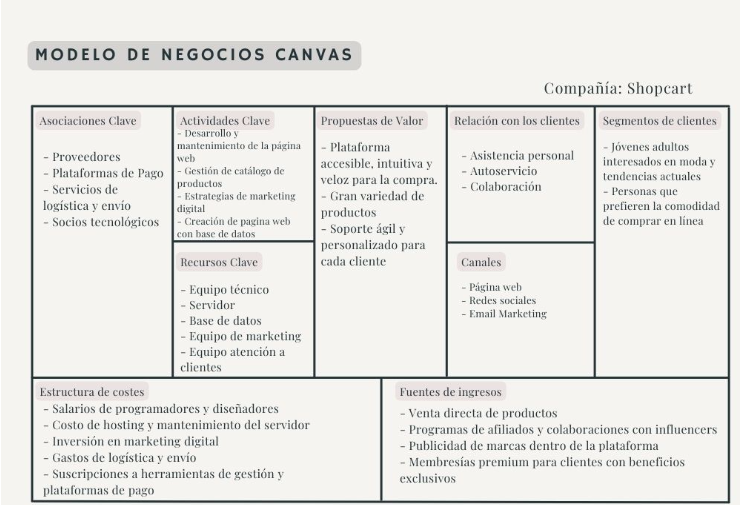 MODELO DE NEGOCIOS CANVAS
Compañía: Shopcart
Asociaciones Clave
- Proveedores
- Plataformas de Pago
- Servicios de
logística y envío
- Socios tecnológicos
Actividades Clave
- Desarrollo y
mantenimiento de la página
web
- Gestión de catálogo de
productos
- Estrategias de marketing
digital
- Creación de pagina web
con base de datos
Recursos Clave
- Equipo técnico
- Servidor
- Base de datos
- Equipo de marketing
- Equipo atención a
clientes
Propuestas de Valor
- Plataforma
accesible, intuitiva y
veloz para la compra.
- Gran variedad de
productos
- Soporte ágil y
personalizado para
cada cliente
Relación con los clientes
- Asistencia personal
- Autoservicio
- Colaboración
Canales
- Página web
- Redes sociales
- Email Marketing
Segmentos de clientes
- Jóvenes adultos
interesados en moda y
tendencias actuales
- Personas que
prefieren la comodidad
de comprar en línea
Estructura de costes
- Salarios de programadores y diseñadores
- Costo de hosting y mantenimiento del servidor
- Inversión en marketing digital
- Gastos de logística y envío
- Suscripciones a herramientas de gestión y
plataformas de pago
Fuentes de ingresos
- Venta directa de productos
- Programas de afiliados y colaboraciones con influencers
- Publicidad de marcas dentro de la plataforma
- Membresías premium para clientes con beneficios
exclusivos